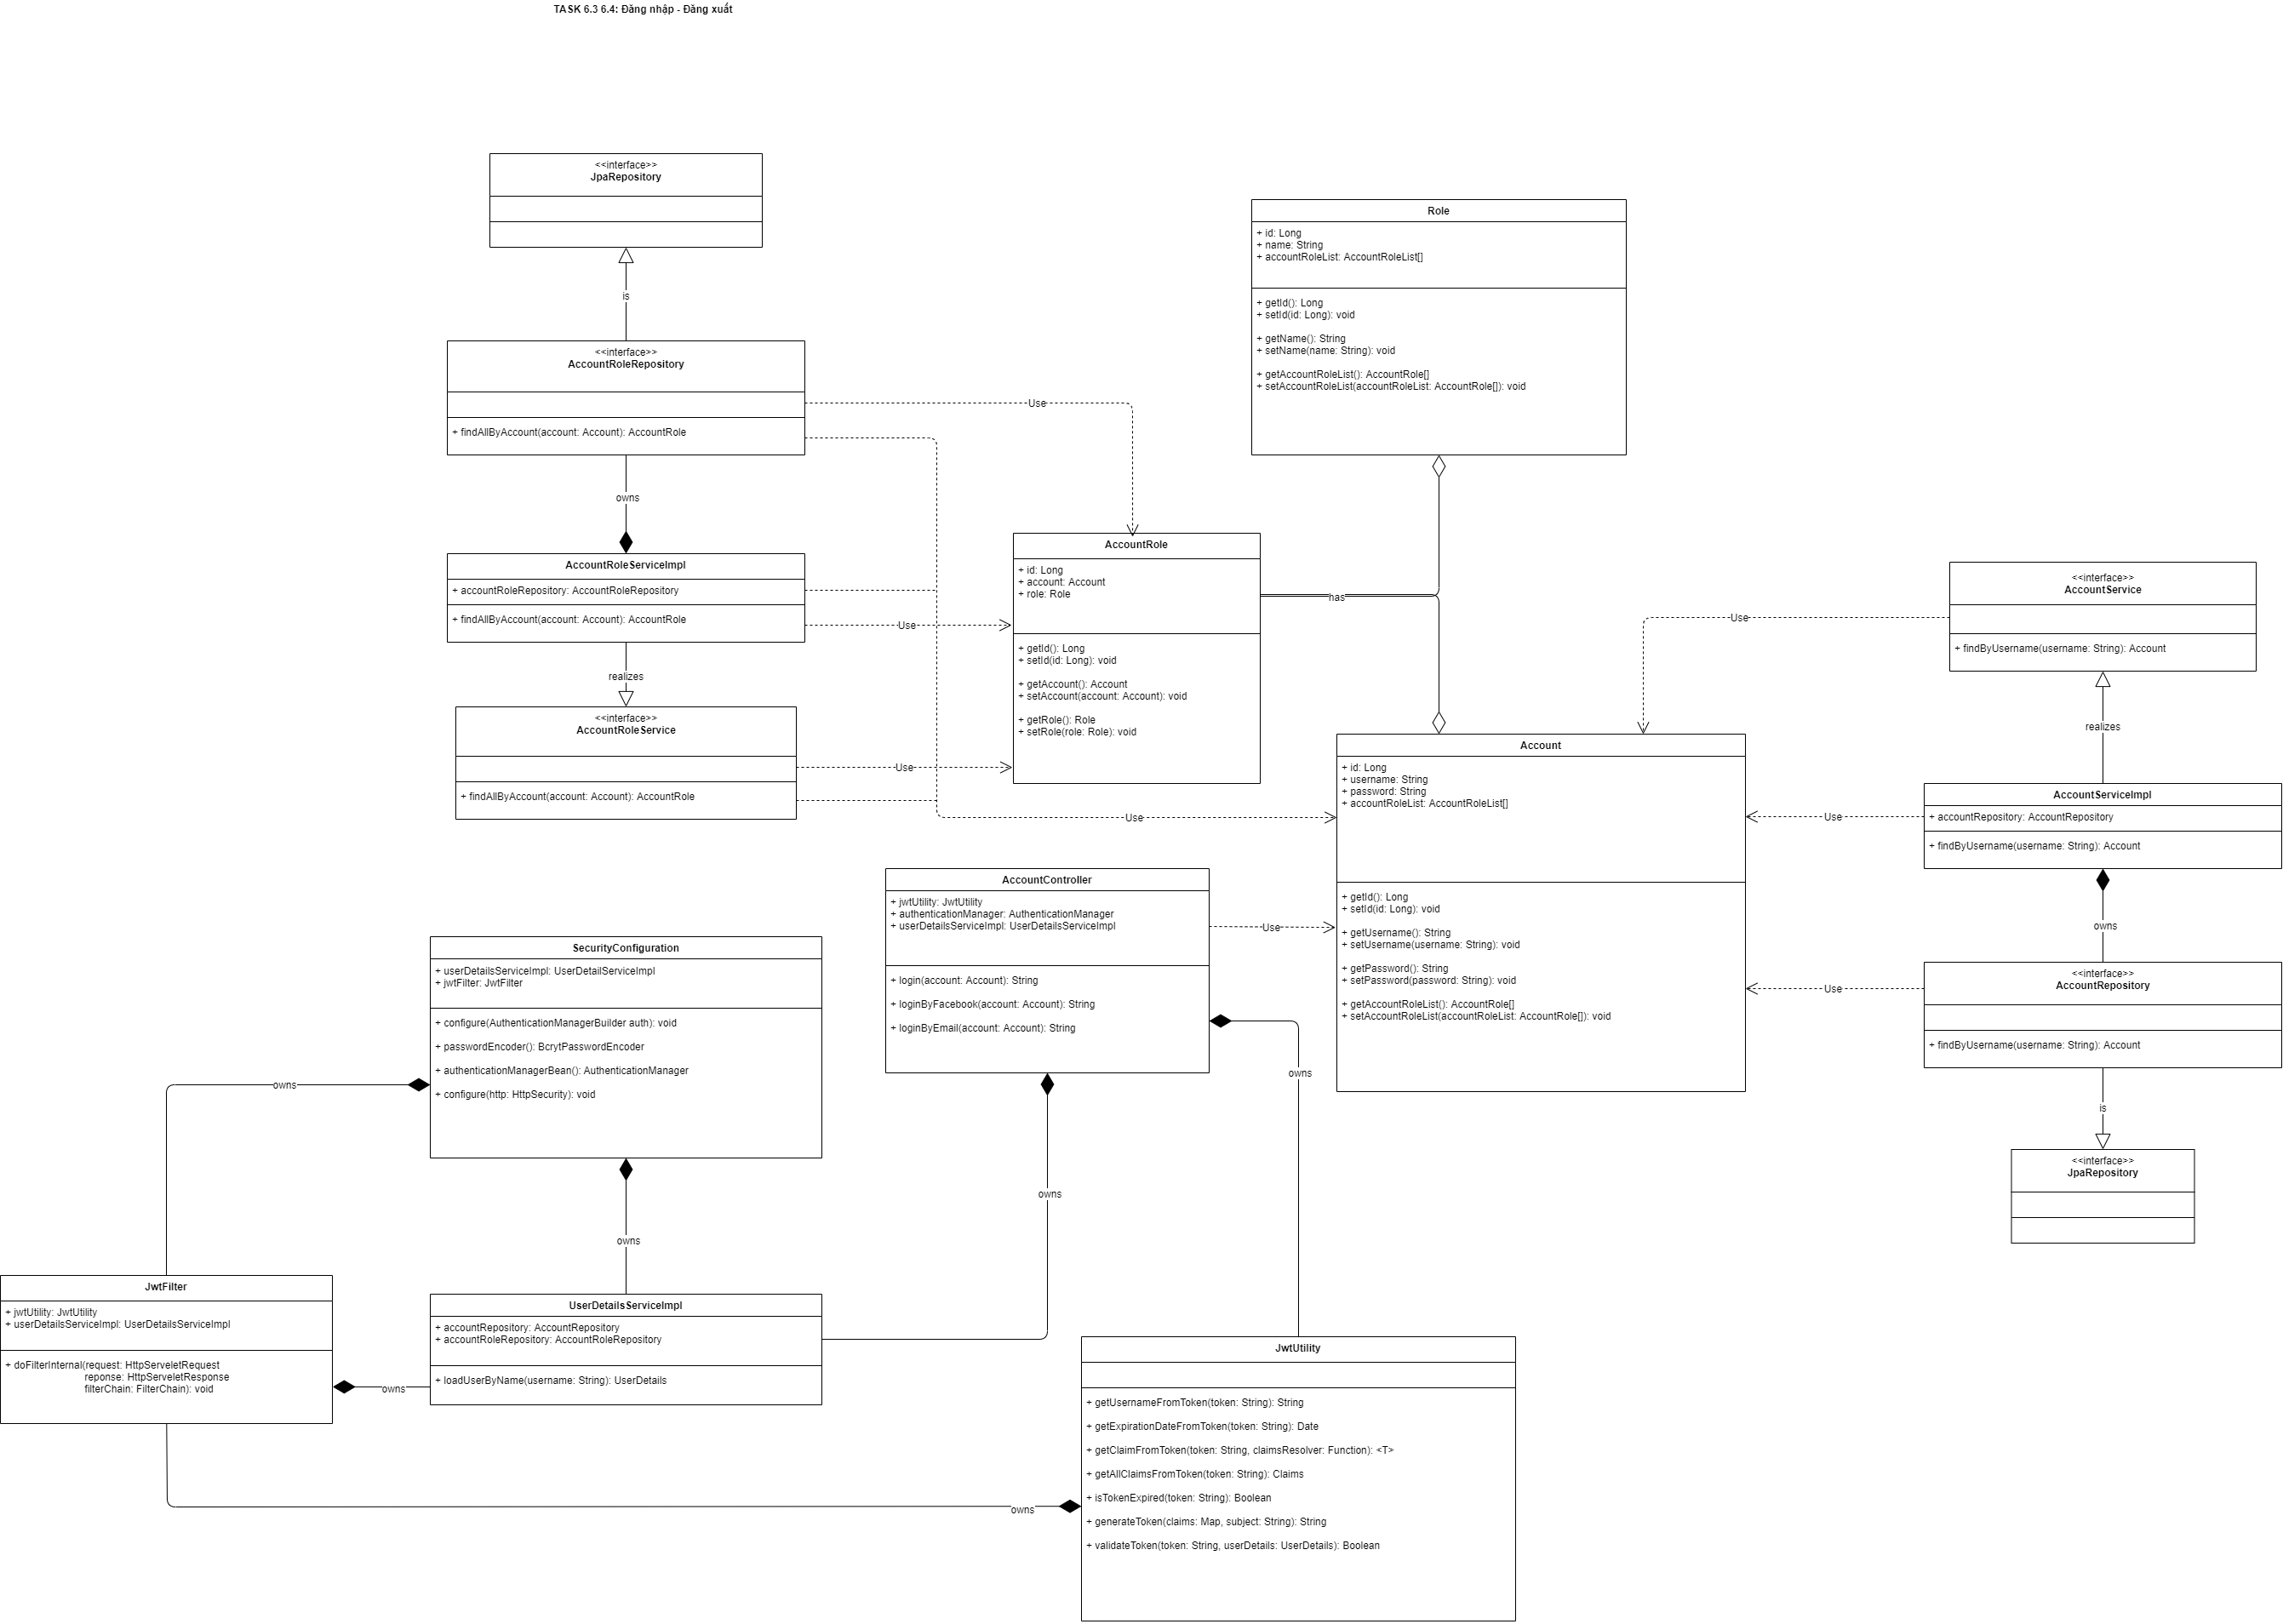 TASK 6.3 6.4: Đăng nhập - Đăng xuất
<<interface>>
JpaRepository
is
<<interface>>
AccountRoleRepository
+ findAllByAccount(account: Account): AccountRole
owns
AccountRoleServiceImpl
+ accountRoleRepository: AccountRoleRepository
+ findAllByAccount(account: Account): AccountRole
realizes
<<interface>>
AccountRoleService
+ findAllByAccount(account: Account): AccountRole
Use
Use
Use
Use
Role
+ id: Long
+ name: String
+ accountRoleList: AccountRoleList[]
+ getId(): Long
+ setId(id: Long): void
+ getName(): String
+ setName(name: String): void
+ getAccountRoleList(): AccountRole[]
+ setAccountRoleList(accountRoleList: AccountRole[]): void
AccountRole
+ id: Long
+ account: Account
+ role: Role
+ getId(): Long
+ setId(id: Long): void
+ getAccount(): Account
+ setAccount(account: Account): void
+ getRole(): Role
+ setRole(role: Role): void
has
Account
+ id: Long
+ username: String
+ password: String
+ accountRoleList: AccountRoleList[]
+ getId(): Long
+ setId(id: Long): void
+ getUsername(): String
+ setUsername(username: String): void
+ getPassword(): String
+ setPassword(password: String): void
+ getAccountRoleList(): AccountRole[]
+ setAccountRoleList(accountRoleList: AccountRole[]): void
Use
Use
Use
<<interface>>
AccountService
+ findByUsername(username: String): Account
realizes
AccountServiceImpl
+ accountRepository: AccountRepository
+ findByUsername(username: String): Account
owns
<<interface>>
AccountRepository
+ findByUsername(username: String): Account
is
<<interface>>
JpaRepository
AccountController
+ jwtUtility: JwtUtility
+ authenticationManager: AuthenticationManager
+ userDetailsServiceImpl: UserDetailsServiceImpl
+ login(account: Account): String
+ loginByFacebook(account: Account): String
+ loginByEmail(account: Account): String
Use
owns
owns
SecurityConfiguration
+ userDetailsServiceImpl: UserDetailServiceImpl
+ jwtFilter: JwtFilter
+ configure(AuthenticationManagerBuilder auth): void
+ passwordEncoder(): BcrytPasswordEncoder
+ authenticationManagerBean(): AuthenticationManager
+ configure(http: HttpSecurity): void
owns
owns
JwtFilter
+ jwtUtility: JwtUtility
+ userDetailsServiceImpl: UserDetailsServiceImpl
+ doFilterInternal(request: HttpServeletRequest
reponse: HttpServeletResponse
filterChain: FilterChain): void
owns
UserDetailsServiceImpl
+ accountRepository: AccountRepository
+ accountRoleRepository: AccountRoleRepository
+ loadUserByName(username: String): UserDetails
owns
JwtUtility
+ getUsernameFromToken(token: String): String
+ getExpirationDateFromToken(token: String): Date
+ getClaimFromToken(token: String, claimsResolver: Function): <T>
+ getAllClaimsFromToken(token: String): Claims
+ isTokenExpired(token: String): Boolean
+ generateToken(claims: Map, subject: String): String
+ validateToken(token: String, userDetails: UserDetails): Boolean